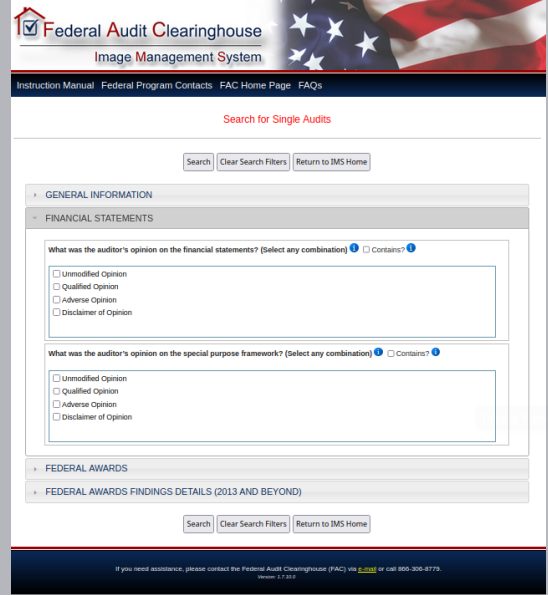 Federal Audit Clearinghouse
Image Management System
Instruction Manual Federal Program Contacts FAC Home Page FAQs
Search for Single Audits
Search Clear Search Filters Return to IMS Home
GENERAL INFORMATION
FINANCIAL STATEMENTS
What was the auditor's opinion on the financial statements? (Select any combination) i Contains? i
Unmodified Opinion
Qualified Opinion
Adverse Opinion
Disclaimer of Opinion
What was the auditor's opinion on the special purpose framework? (Select any combination) i Contains? i
Unmodified Opinion
Qualified Opinion
Adverse Opinion
Disclaimer of Opinion
FEDERAL AWARDS
FEDERAL AWARDS FINDINGS DETAILS (2013 AND BEYOND)
Search Clear Search Filters Return to IMS Home
If you need assistance, please contact the Federal Audit Clearinghouse (FAC) via e-mail or call 866-306-8779.